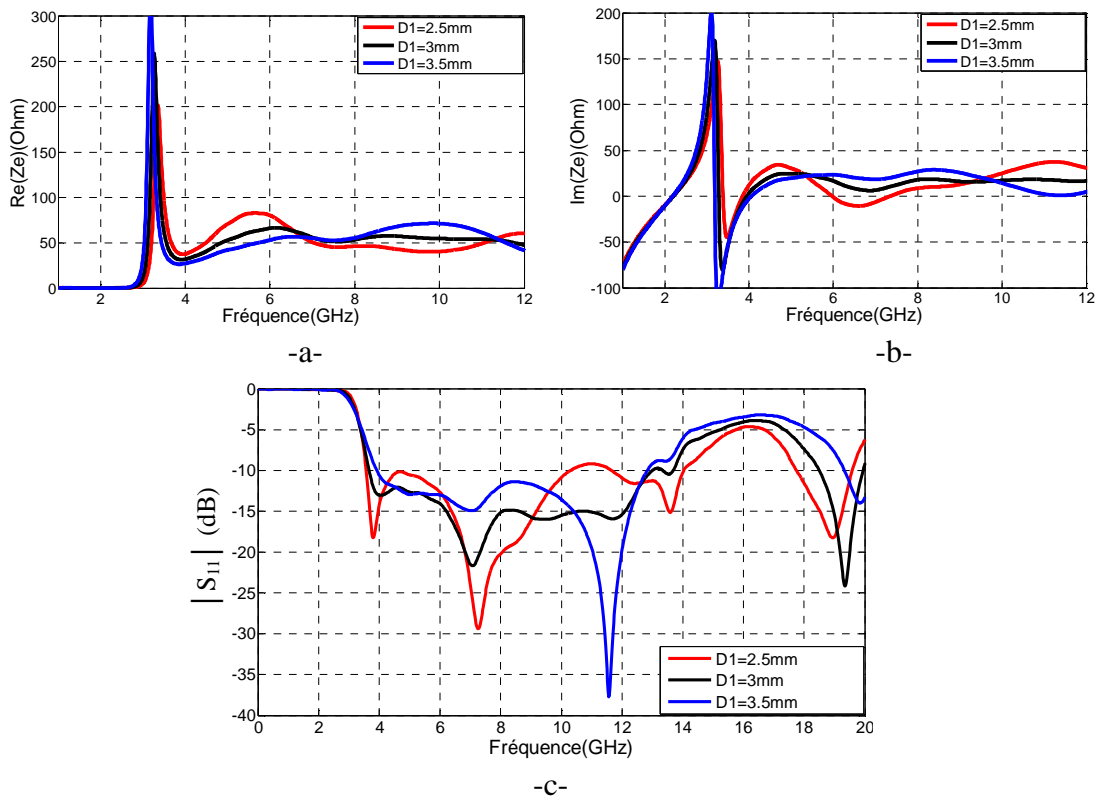 300
250
200
150
100
50
0
Re(Ze)(Ohm)
D1=2.5mm
D1=3mm
D1=3.5mm
2 4 6 8 10 12
Fréquence(GHz)
-a-
200
150
100
50
0
-50
-100
Im(Ze)(Ohm)
D1=2.5mm
D1=3mm
D1=3.5mm
2 4 6 8 10 12
Fréquence(GHz)
-b-
0
-5
-10
-15
-20
-25
-30
-35
-40
|S11| (dB)
D1=2.5mm
D1=3mm
D1=3.5mm
0 2 4 6 8 10 12 14 16 18 20
Fréquence(GHz)
-c-